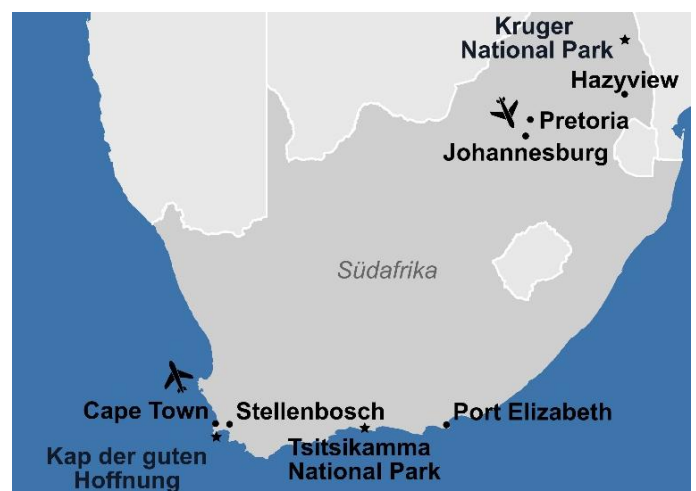 Kruger
National Park
Hazyview
Pretoria
Johannesburg
Südafrika
Cape Town
Stellenbosch
Port Elizabeth
Kap der guten
Hoffnung
Tsitsikamma
National Park